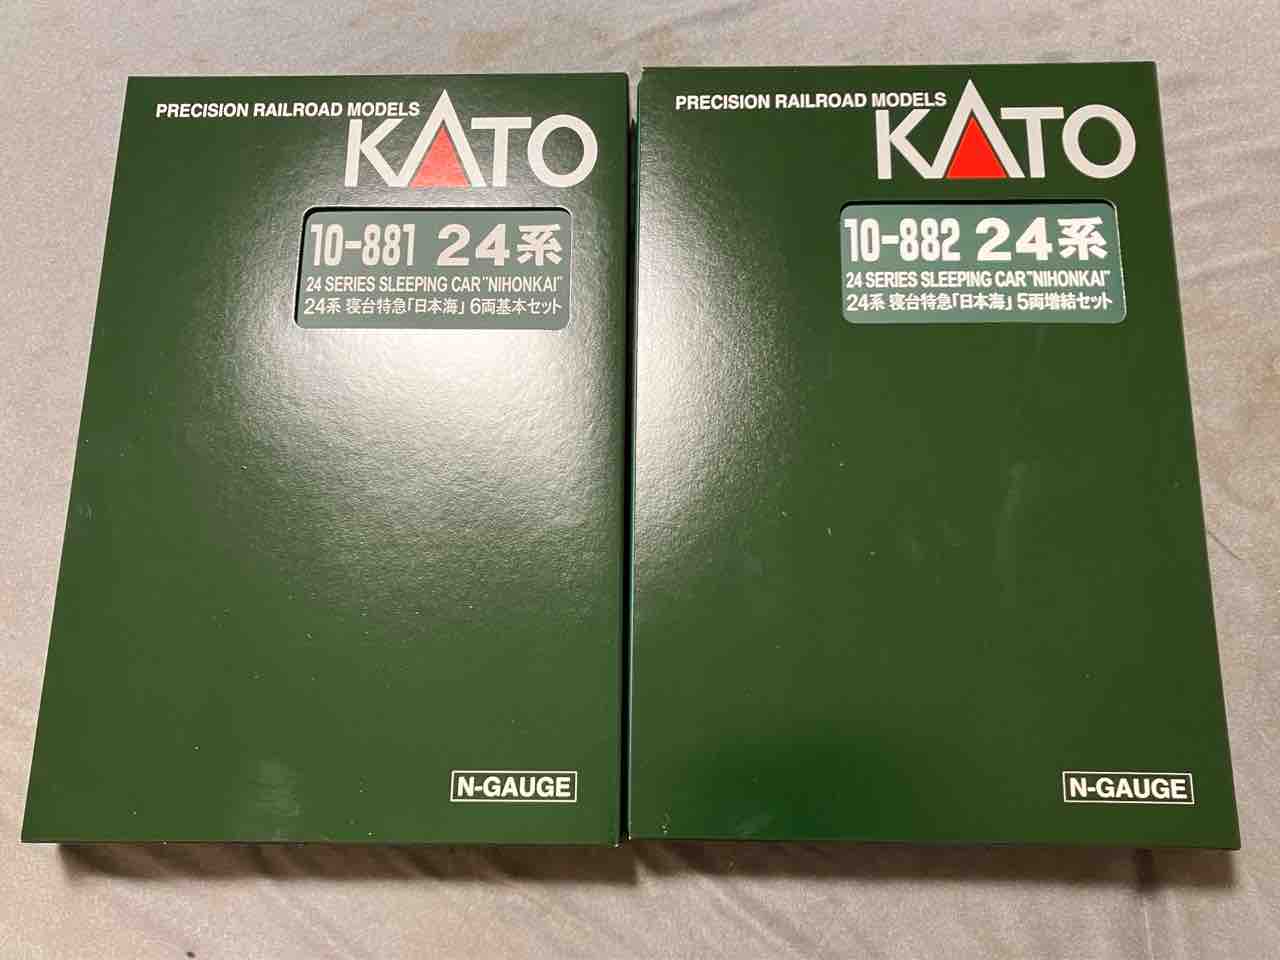 PRECISION RAILROAD MODELS
KATO
10-881 24系
24 SERIES SLEEPING CAR "NIHONKAI"
24系 寝台特急「日本海」 6両基本セット
N-GAUGE
PRECISION RAILROAD MODELS
KATO
10-882 24系
24 SERIES SLEEPING CAR "NIHONKAI"
24系 寝台特急「日本海」 5両増結セット
N-GAUGE